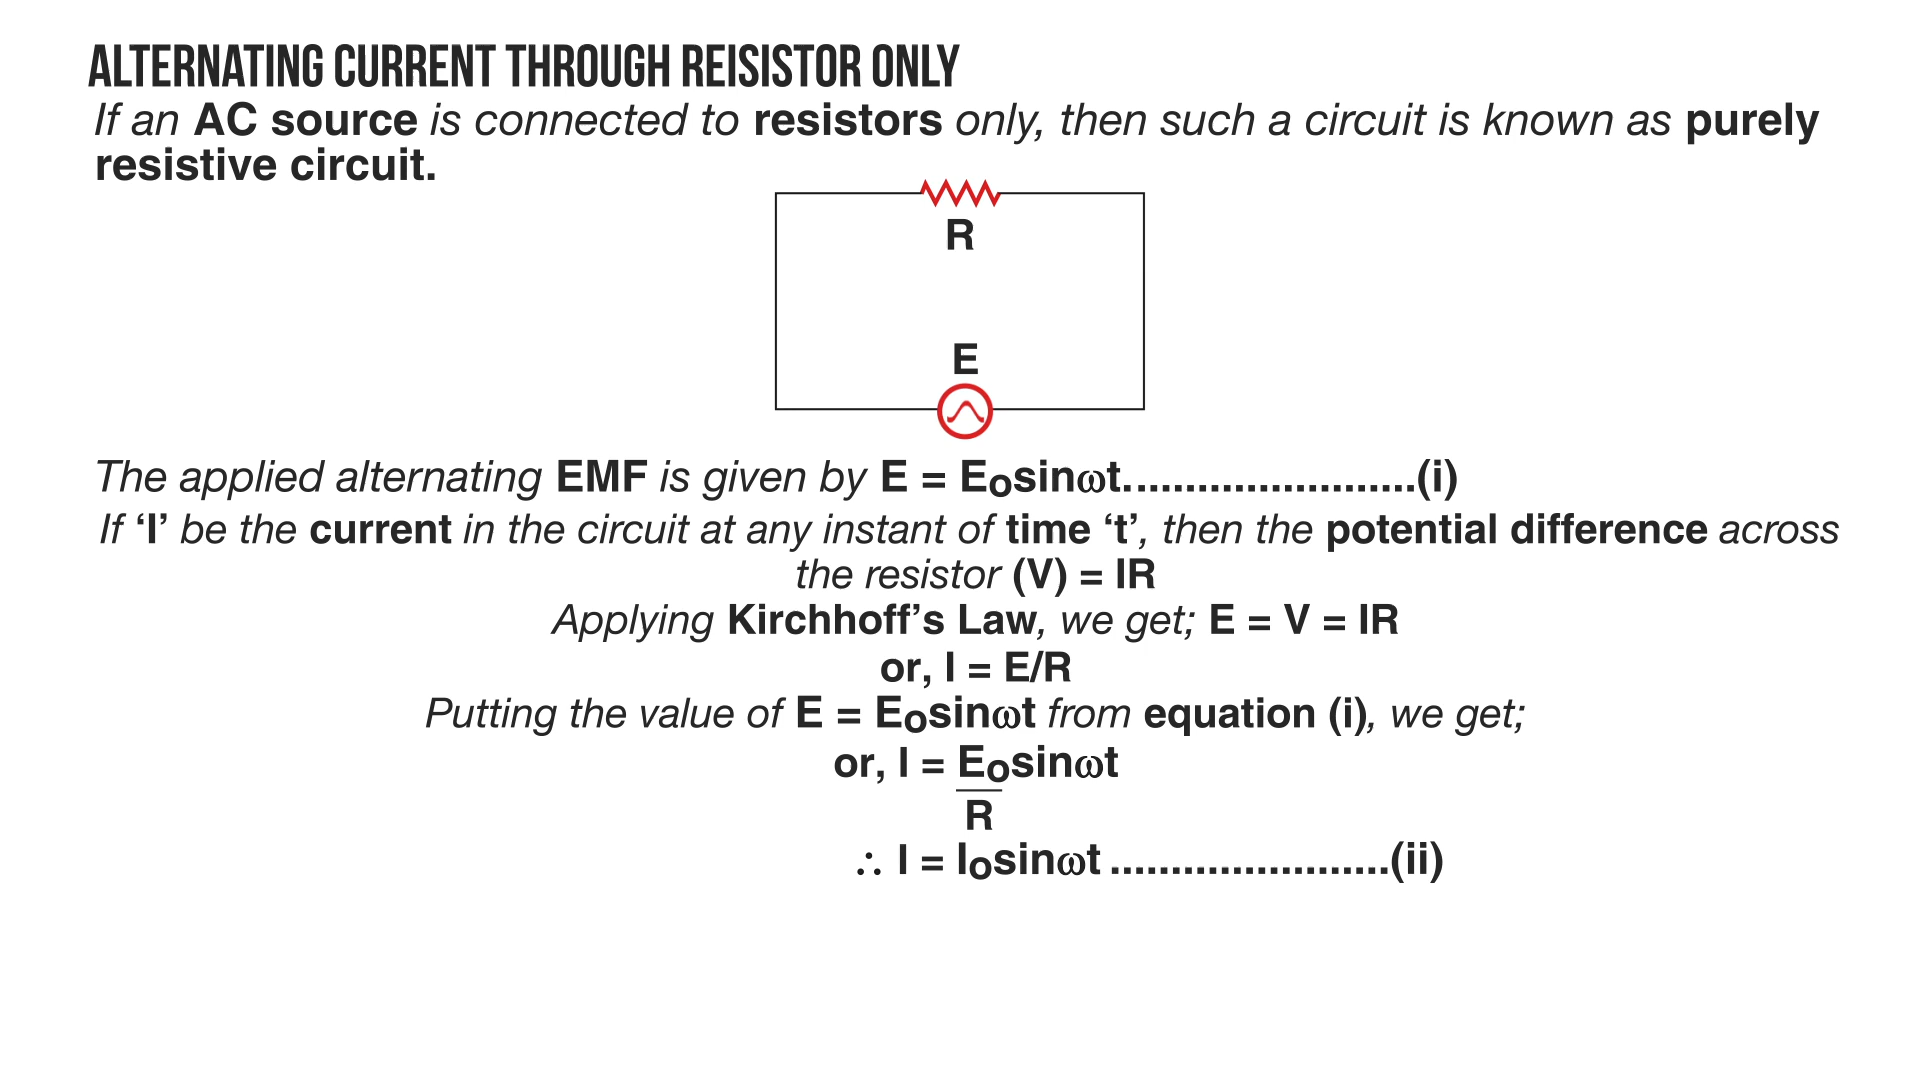 ALTERNATING CURRENT THROUGH REISISTOR ONLY
If an AC source is connected to resistors only, then such a circuit is known as purely
resistive circuit.
R
E
The applied alternating EMF is given by E = Eosinωt.......................(i)
If ‘I’ be the current in the circuit at any instant of time ‘t’, then the potential difference across
the resistor (V) = IR
Applying Kirchhoff’s Law, we get; E = V = IR
or, I = E/R
Putting the value of E = Eosinωt from equation (i), we get;
or, I = Eosinωt
R
∴ I = Iosinωt .......................(ii)